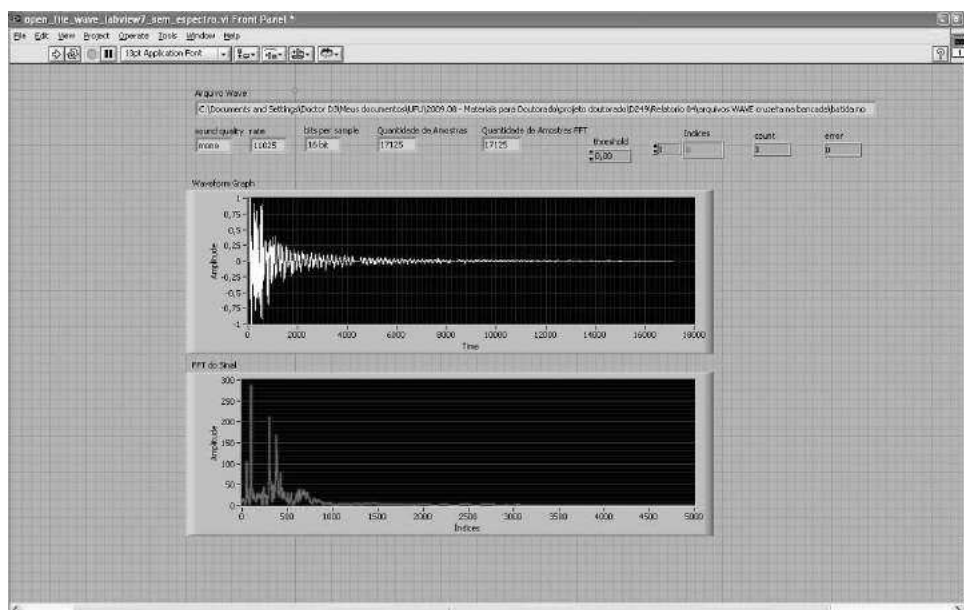 open_file_wave_labview7_sem_espectro.vi Front Panel *
File Edit View Project Operate Tools Window Help
13pt Application Font
Arquivo Wave
C:\Documents and Settings\Doctor D3\Meus documentos\UFU\2009.08 - Materiais para Doutorado\projeto doutorado\D249\Relatorio 04\arquivos WAVE cruzeta na bancada\batida no
sound quality rate bits per sample Quantidade de Amostras Quantidade de Amostras FFT threshold Indices count error
mono 11025 16 bit 17125 17125 0,00
Waveform Graph
1
0,75
0,5
0,25
0
-0,25
-0,5
-0,75
-1
Amplitude
0 2000 4000 6000 8000 10000 12000 14000 16000 18000
Time
FFT do Sinal
300
250
200
150
100
50
0
Amplitude
0 500 1000 1500 2000 2500 3000 3500 4000 4500 5000
Índices